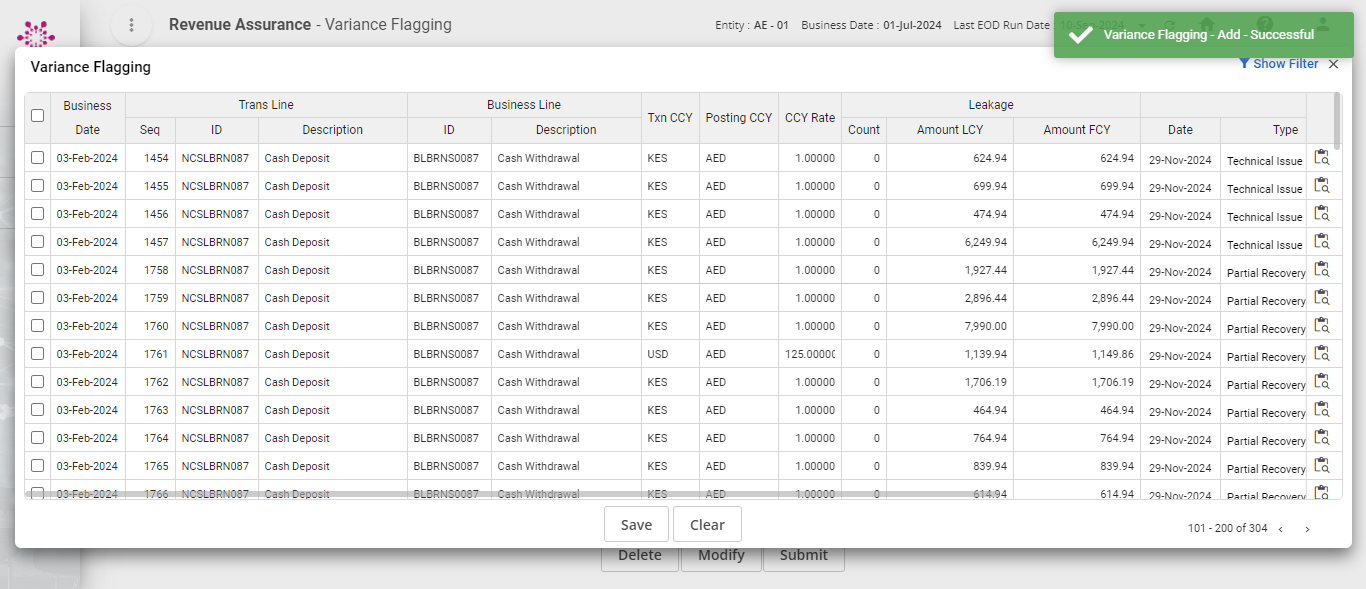 Revenue Assurance - Variance Flagging
Entity : AE - 01 Business Date : 01-Jul-2024 Last EOD Run Date : 10-Sep-2024
Variance Flagging - Add - Successful
Variance Flagging
Show Filter
Business Date Trans Line Business Line Txn CCY Posting CCY CCY Rate Leakage
Seq ID Description ID Description Count Amount LCY Amount FCY Date Type
03-Feb-2024 1454 NCSLBRN087 Cash Deposit BLBRNS0087 Cash Withdrawal KES AED 1.00000 0 624.94 624.94 29-Nov-2024 Technical Issue
03-Feb-2024 1455 NCSLBRN087 Cash Deposit BLBRNS0087 Cash Withdrawal KES AED 1.00000 0 699.94 699.94 29-Nov-2024 Technical Issue
03-Feb-2024 1456 NCSLBRN087 Cash Deposit BLBRNS0087 Cash Withdrawal KES AED 1.00000 0 474.94 474.94 29-Nov-2024 Technical Issue
03-Feb-2024 1457 NCSLBRN087 Cash Deposit BLBRNS0087 Cash Withdrawal KES AED 1.00000 0 6,249.94 6,249.94 29-Nov-2024 Technical Issue
03-Feb-2024 1758 NCSLBRN087 Cash Deposit BLBRNS0087 Cash Withdrawal KES AED 1.00000 0 1,927.44 1,927.44 29-Nov-2024 Partial Recovery
03-Feb-2024 1759 NCSLBRN087 Cash Deposit BLBRNS0087 Cash Withdrawal KES AED 1.00000 0 2,896.44 2,896.44 29-Nov-2024 Partial Recovery
03-Feb-2024 1760 NCSLBRN087 Cash Deposit BLBRNS0087 Cash Withdrawal KES AED 1.00000 0 7,990.00 7,990.00 29-Nov-2024 Partial Recovery
03-Feb-2024 1761 NCSLBRN087 Cash Deposit BLBRNS0087 Cash Withdrawal USD AED 125.00000 0 1,139.94 1,149.86 29-Nov-2024 Partial Recovery
03-Feb-2024 1762 NCSLBRN087 Cash Deposit BLBRNS0087 Cash Withdrawal KES AED 1.00000 0 1,706.19 1,706.19 29-Nov-2024 Partial Recovery
03-Feb-2024 1763 NCSLBRN087 Cash Deposit BLBRNS0087 Cash Withdrawal KES AED 1.00000 0 464.94 464.94 29-Nov-2024 Partial Recovery
03-Feb-2024 1764 NCSLBRN087 Cash Deposit BLBRNS0087 Cash Withdrawal KES AED 1.00000 0 764.94 764.94 29-Nov-2024 Partial Recovery
03-Feb-2024 1765 NCSLBRN087 Cash Deposit BLBRNS0087 Cash Withdrawal KES AED 1.00000 0 839.94 839.94 29-Nov-2024 Partial Recovery
03-Feb-2024 1766 NCSLBRN087 Cash Deposit BLBRNS0087 Cash Withdrawal KES AED 1.00000 0 614.94 614.94 29-Nov-2024 Partial Recovery
Save Clear
101 - 200 of 304
Delete Modify Submit